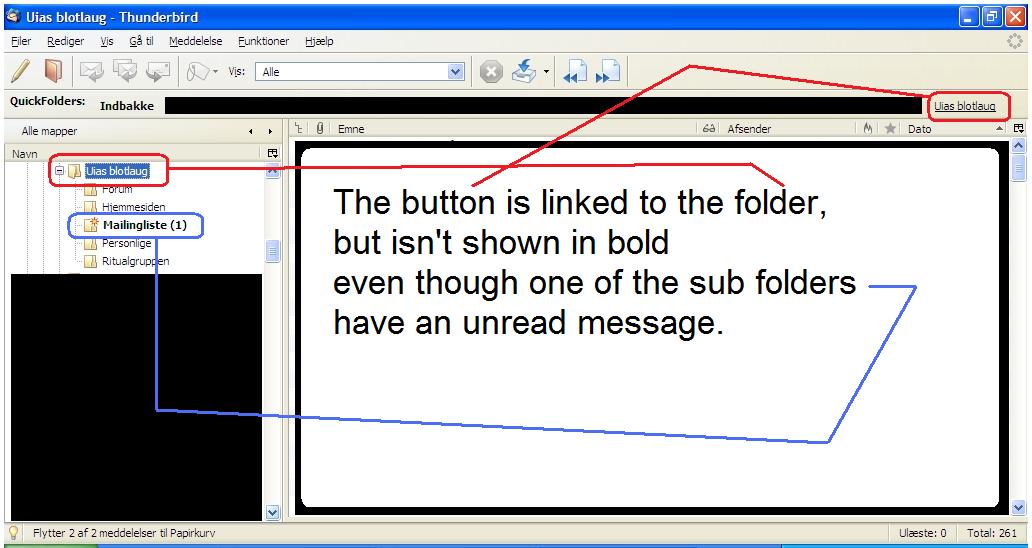 Uias blotlaug - Thunderbird
Filer Rediger Vis Gå til Meddelelse Funktioner Hjælp
Vis: Alle
QuickFolders: Indbakke Uias blotlaug
Alle mapper
Emne Afsender Dato
Navn
Uias blotlaug
Forum
Hjemmesiden
Mailingliste (1)
Personlige
Ritualgruppen
The button is linked to the folder,
but isn't shown in bold
even though one of the sub folders
have an unread message.
Flytter 2 af 2 meddelelser til Papirkurv Ulæste: 0 Total: 261